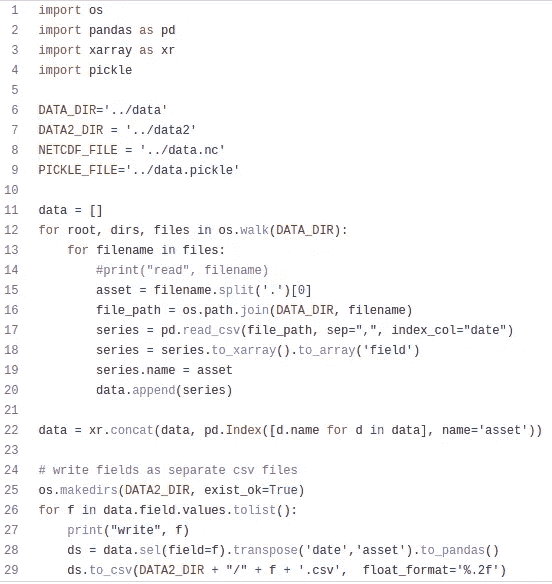 1 import os
2 import pandas as pd
3 import xarray as xr
4 import pickle
5
6 DATA_DIR='../data'
7 DATA2_DIR = '../data2'
8 NETCDF_FILE = '../data.nc'
9 PICKLE_FILE='../data.pickle'
10
11 data = []
12 for root, dirs, files in os.walk(DATA_DIR):
13     for filename in files:
14         #print("read", filename)
15         asset = filename.split('.')[0]
16         file_path = os.path.join(DATA_DIR, filename)
17         series = pd.read_csv(file_path, sep=",", index_col="date")
18         series = series.to_xarray().to_array('field')
19         series.name = asset
20         data.append(series)
21
22 data = xr.concat(data, pd.Index([d.name for d in data], name='asset'))
23
24 # write fields as separate csv files
25 os.makedirs(DATA2_DIR, exist_ok=True)
26 for f in data.field.values.tolist():
27     print("write", f)
28     ds = data.sel(field=f).transpose('date','asset').to_pandas()
29     ds.to_csv(DATA2_DIR + "/" + f + '.csv',  float_format='%.2f')